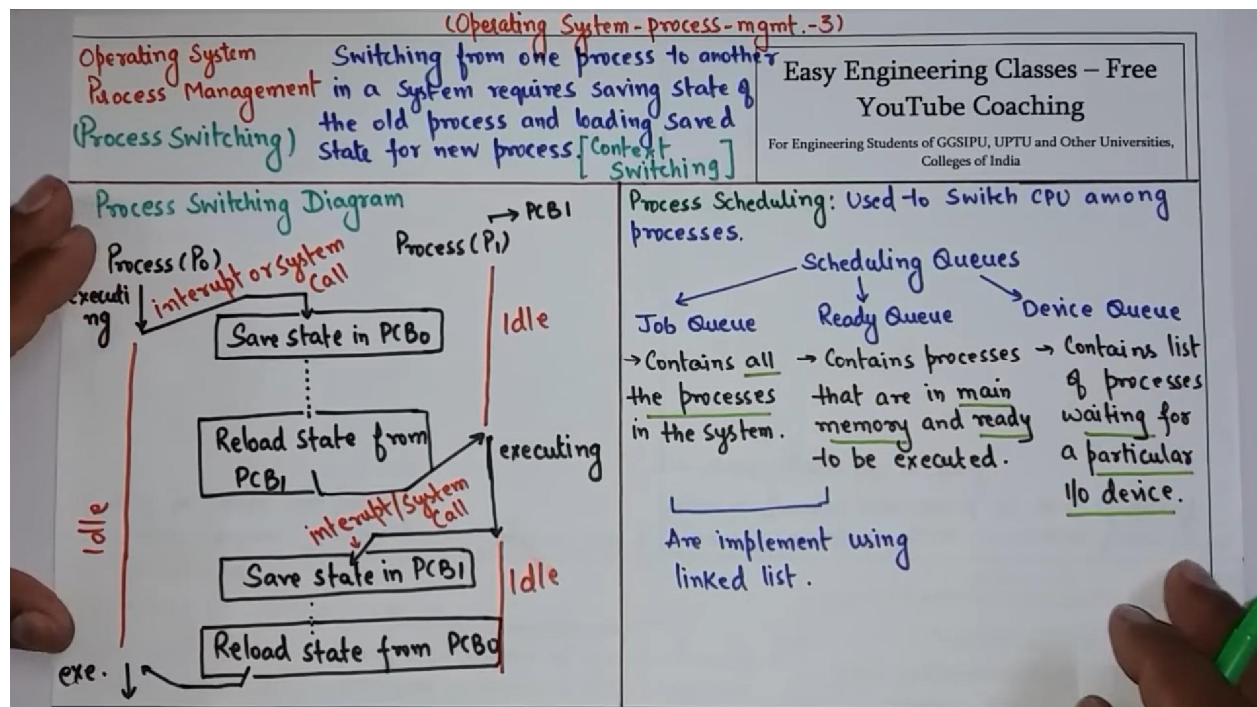 (Operating System-process-mgmt.-3)
Operating System
Process Management
(Process Switching)
Switching from one process to another
in a system requires saving state of
the old process and loading saved
state for new process. [Context
Switching]
Easy Engineering Classes – Free
YouTube Coaching
For Engineering Students of GGSIPU, UPTU and Other Universities,
Colleges of India
Process Switching Diagram
→ PCB1
Process (P0)
Process (P1)
executi
ng
interupt or system
Call
Idle
Save state in PCB0
Reload state from
PCB1
executing
interupt/system
Call
Idle
Save state in PCB1
Idle
Reload state from PCB0
exe.
Process Scheduling: Used to Switch CPU among
processes.
Scheduling Queues
Job Queue
→ Contains all
the processes
in the system.
Ready Queue
→ Contains processes
that are in main
memory and ready
to be executed.
Device Queue
→ Contains list
of processes
waiting for
a particular
I/o device.
Are implement using
linked list.